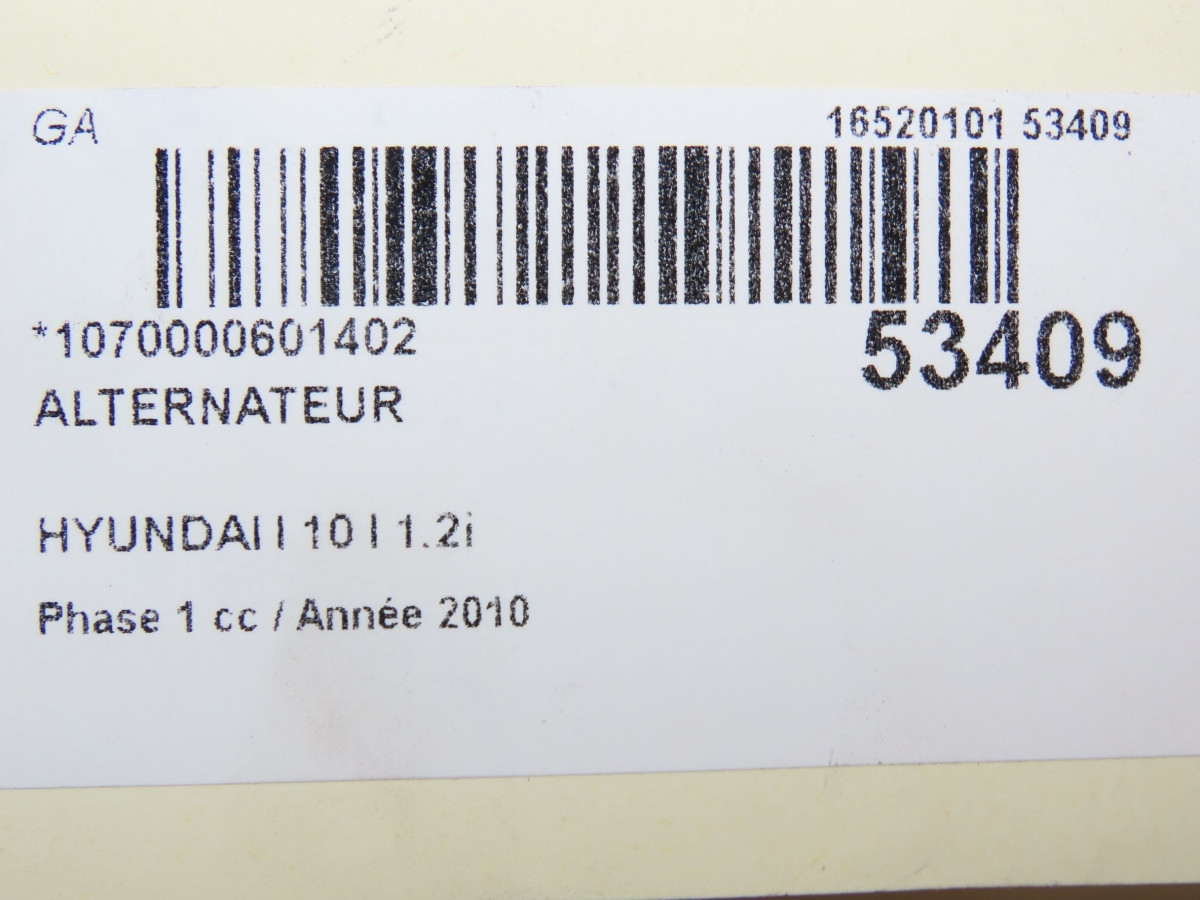 GA
16520101 53409
*1070000601402
53409
ALTERNATEUR
HYUNDAI I 10 I 1.2i
Phase 1 cc / Année 2010